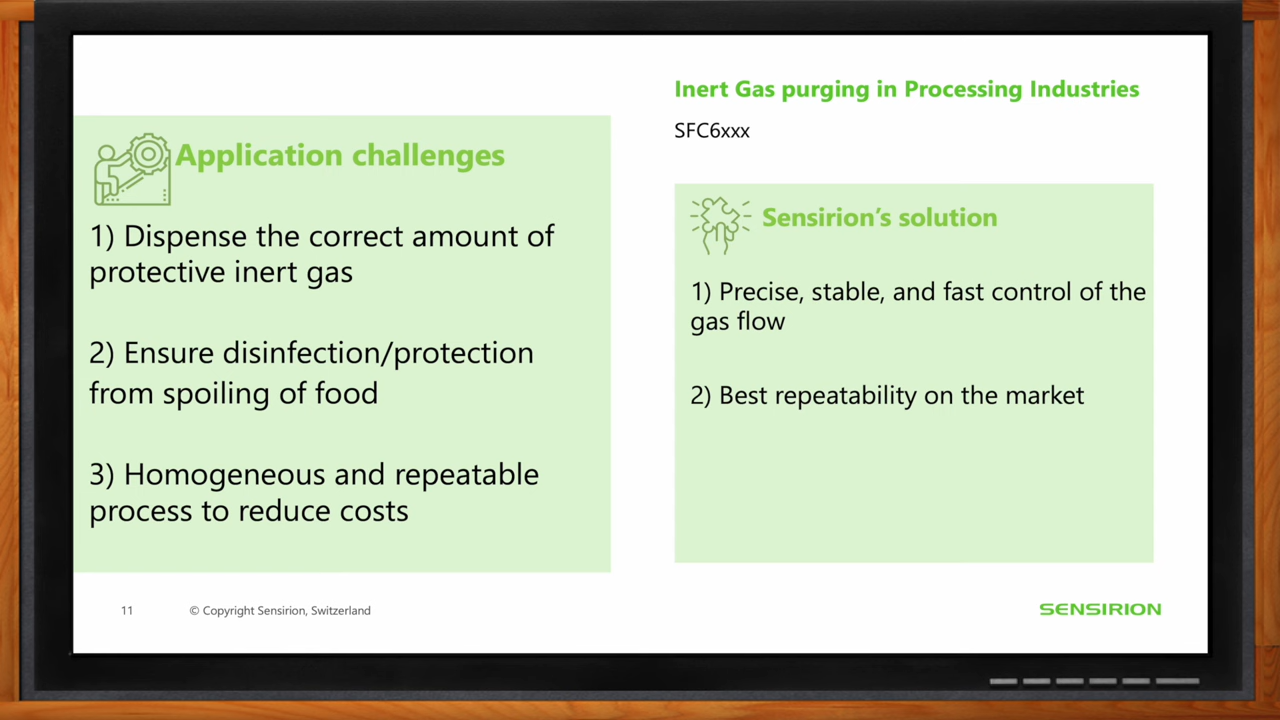 Inert Gas purging in Processing Industries
SFC6xxx
Application challenges
1) Dispense the correct amount of
protective inert gas
2) Ensure disinfection/protection
from spoiling of food
3) Homogeneous and repeatable
process to reduce costs
Sensirion’s solution
1) Precise, stable, and fast control of the
gas flow
2) Best repeatability on the market
11
© Copyright Sensirion, Switzerland
SENSIRION